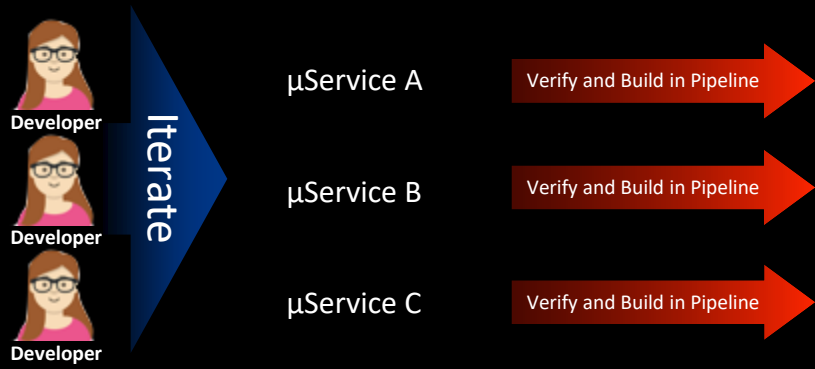 Developer
Developer
Developer
Iterate
µService A
Verify and Build in Pipeline
µService B
Verify and Build in Pipeline
µService C
Verify and Build in Pipeline